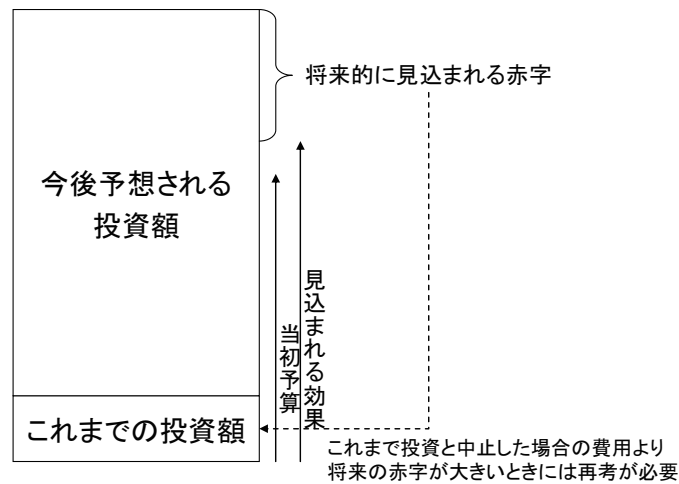 将来的に見込まれる赤字
今後予想される
投資額
見込まれる効果
当初予算
これまでの投資額
これまで投資と中止した場合の費用より
将来の赤字が大きいときには再考が必要